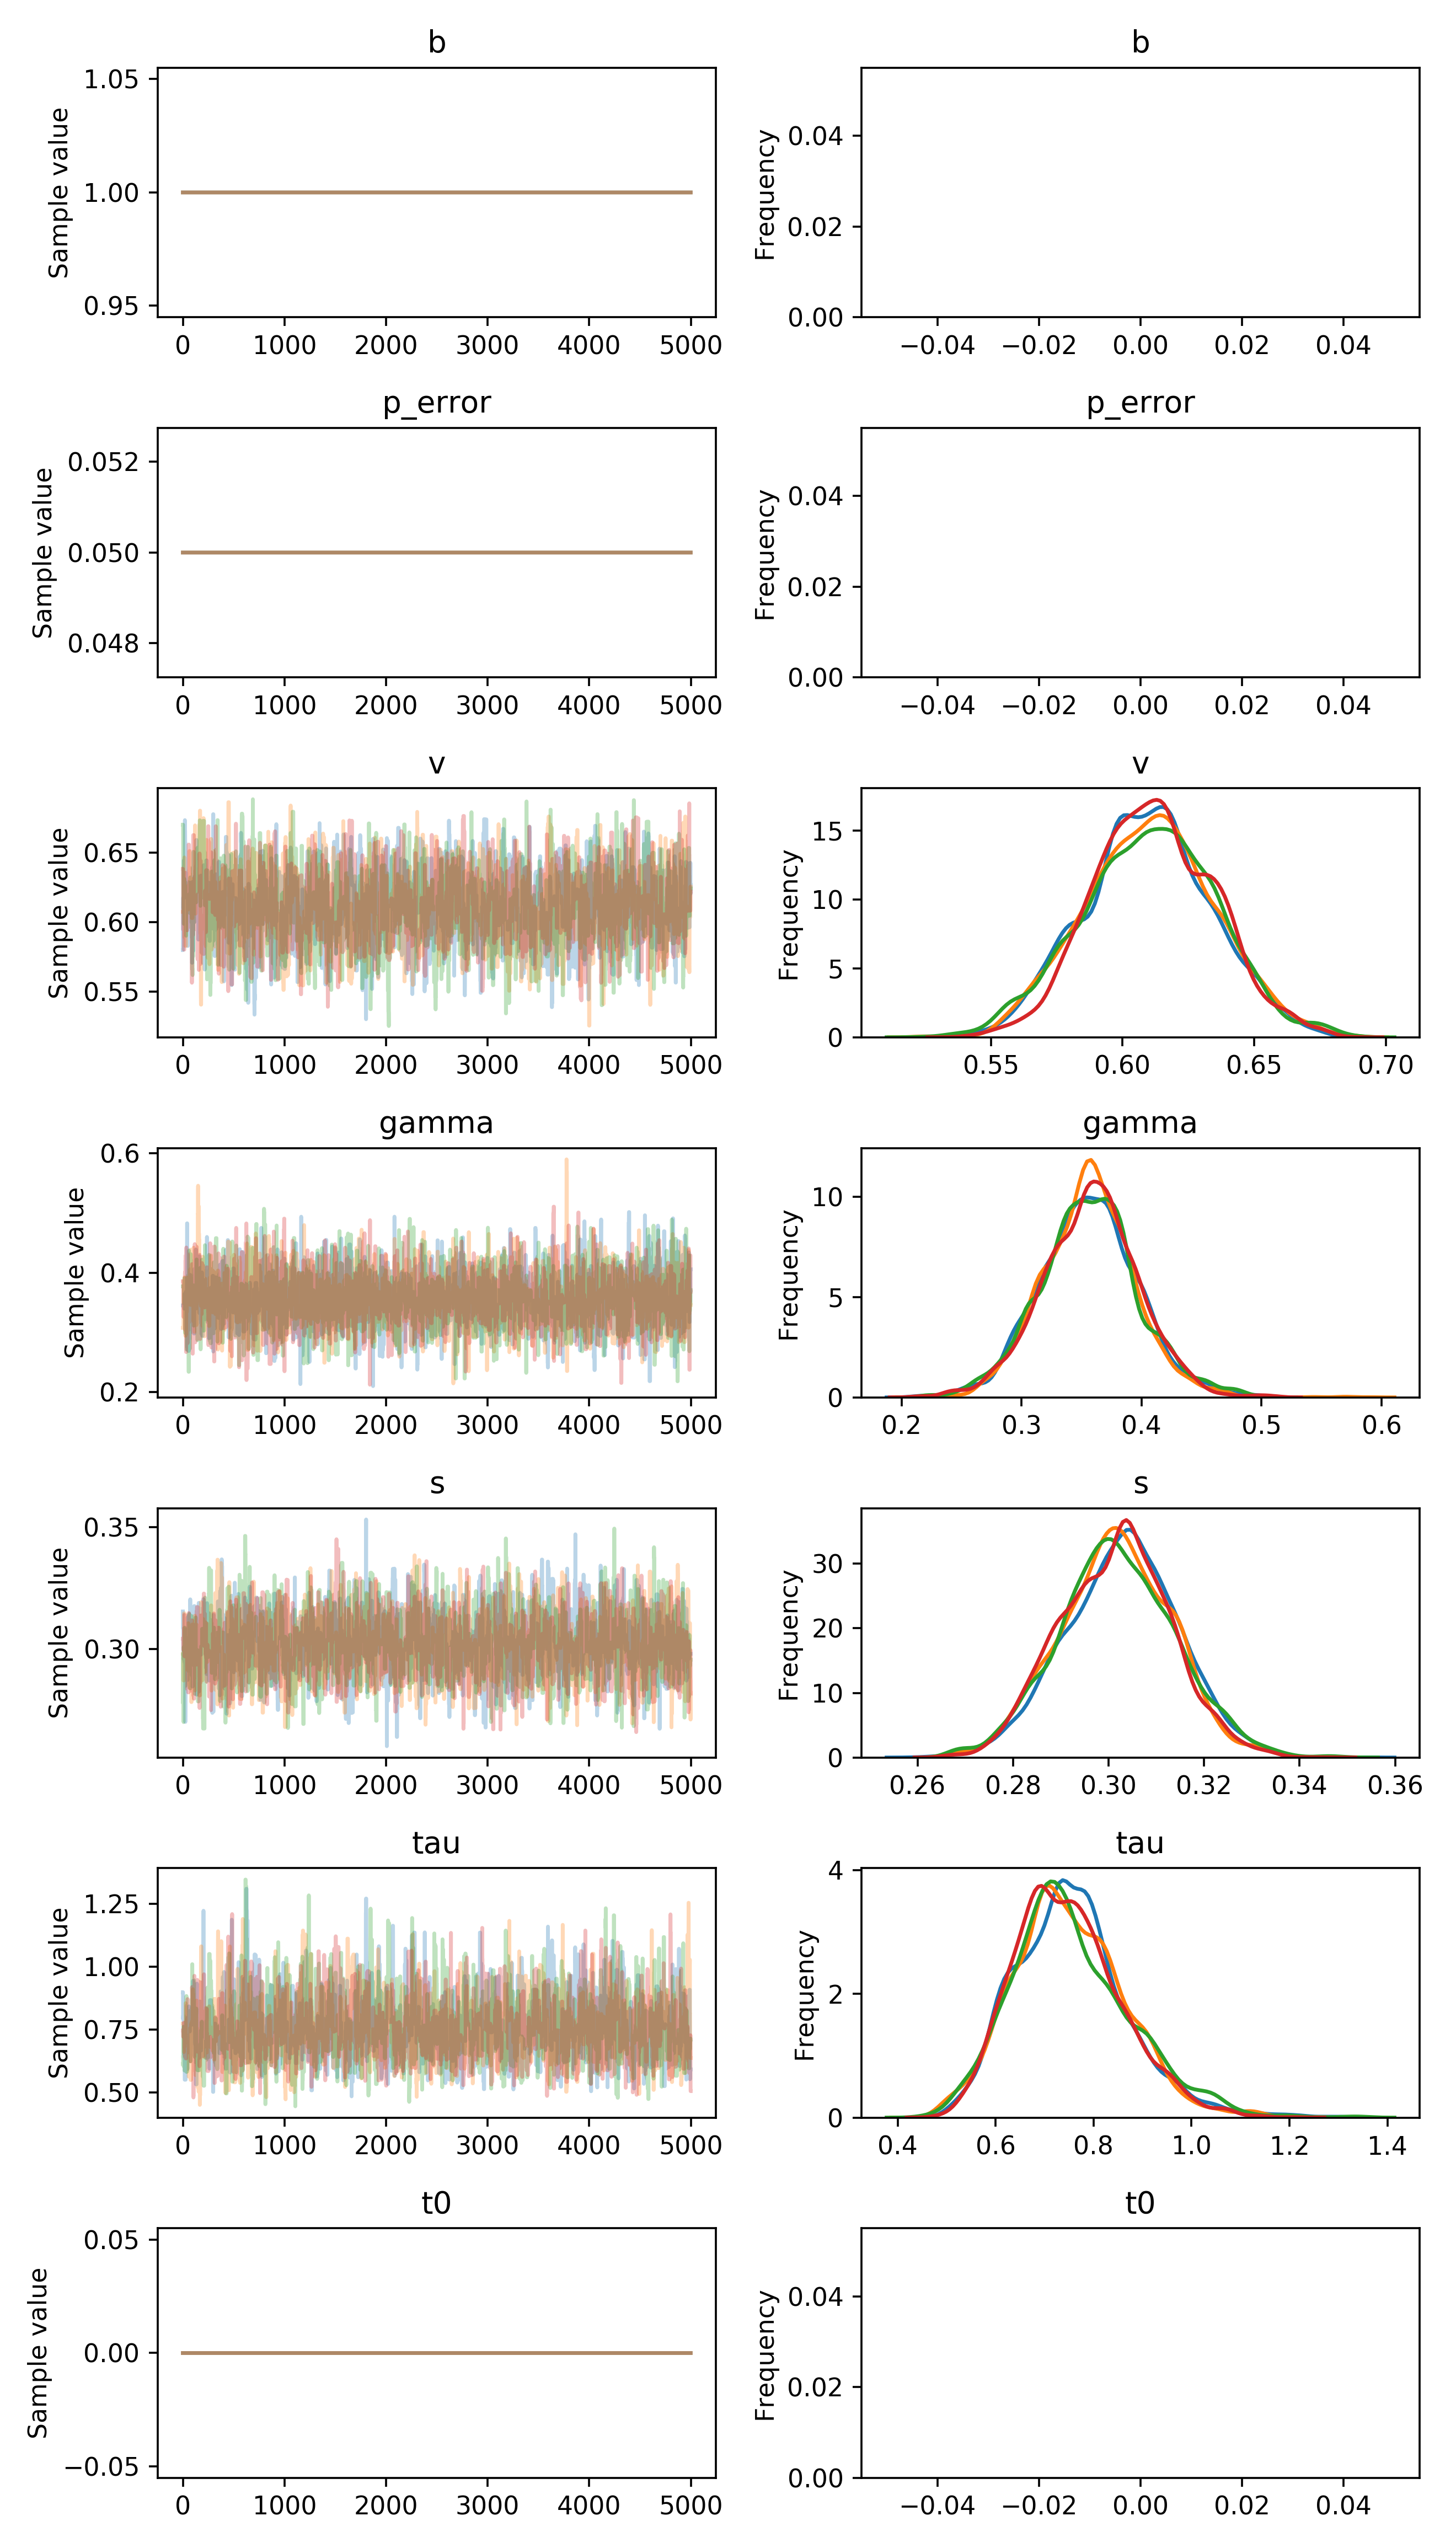 b
b
1.05
1.00
0.95
Sample value
0 1000 2000 3000 4000 5000
0.04
0.02
0.00
Frequency
−0.04 −0.02 0.00 0.02 0.04
p_error
p_error
0.052
0.050
0.048
Sample value
0 1000 2000 3000 4000 5000
0.04
0.02
0.00
Frequency
−0.04 −0.02 0.00 0.02 0.04
v
v
0.65
0.60
0.55
Sample value
0 1000 2000 3000 4000 5000
15
10
5
0
Frequency
0.55 0.60 0.65 0.70
gamma
gamma
0.6
0.4
0.2
Sample value
0 1000 2000 3000 4000 5000
10
5
0
Frequency
0.2 0.3 0.4 0.5 0.6
s
s
0.35
0.30
Sample value
0 1000 2000 3000 4000 5000
30
20
10
0
Frequency
0.26 0.28 0.30 0.32 0.34 0.36
tau
tau
1.25
1.00
0.75
0.50
Sample value
0 1000 2000 3000 4000 5000
4
2
0
Frequency
0.4 0.6 0.8 1.0 1.2 1.4
t0
t0
0.05
0.00
−0.05
Sample value
0 1000 2000 3000 4000 5000
0.04
0.02
0.00
Frequency
−0.04 −0.02 0.00 0.02 0.04